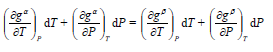 (∂g^α/∂T)_P dT + (∂g^α/∂P)_T dP = (∂g^β/∂T)_P dT + (∂g^β/∂P)_T dP